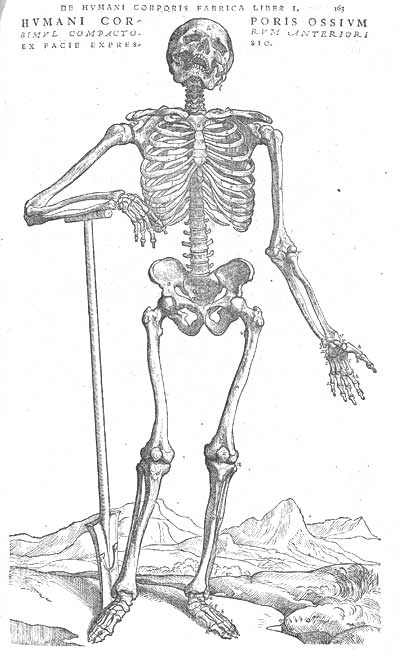 DE HVMANI CORPORIS FABRICA LIBER I. 163
HVMANI COR- PORIS OSSIVM
SIMVL COMPACTO- RVM ANTERIORI
EX FACIE EXPRES- SIO.